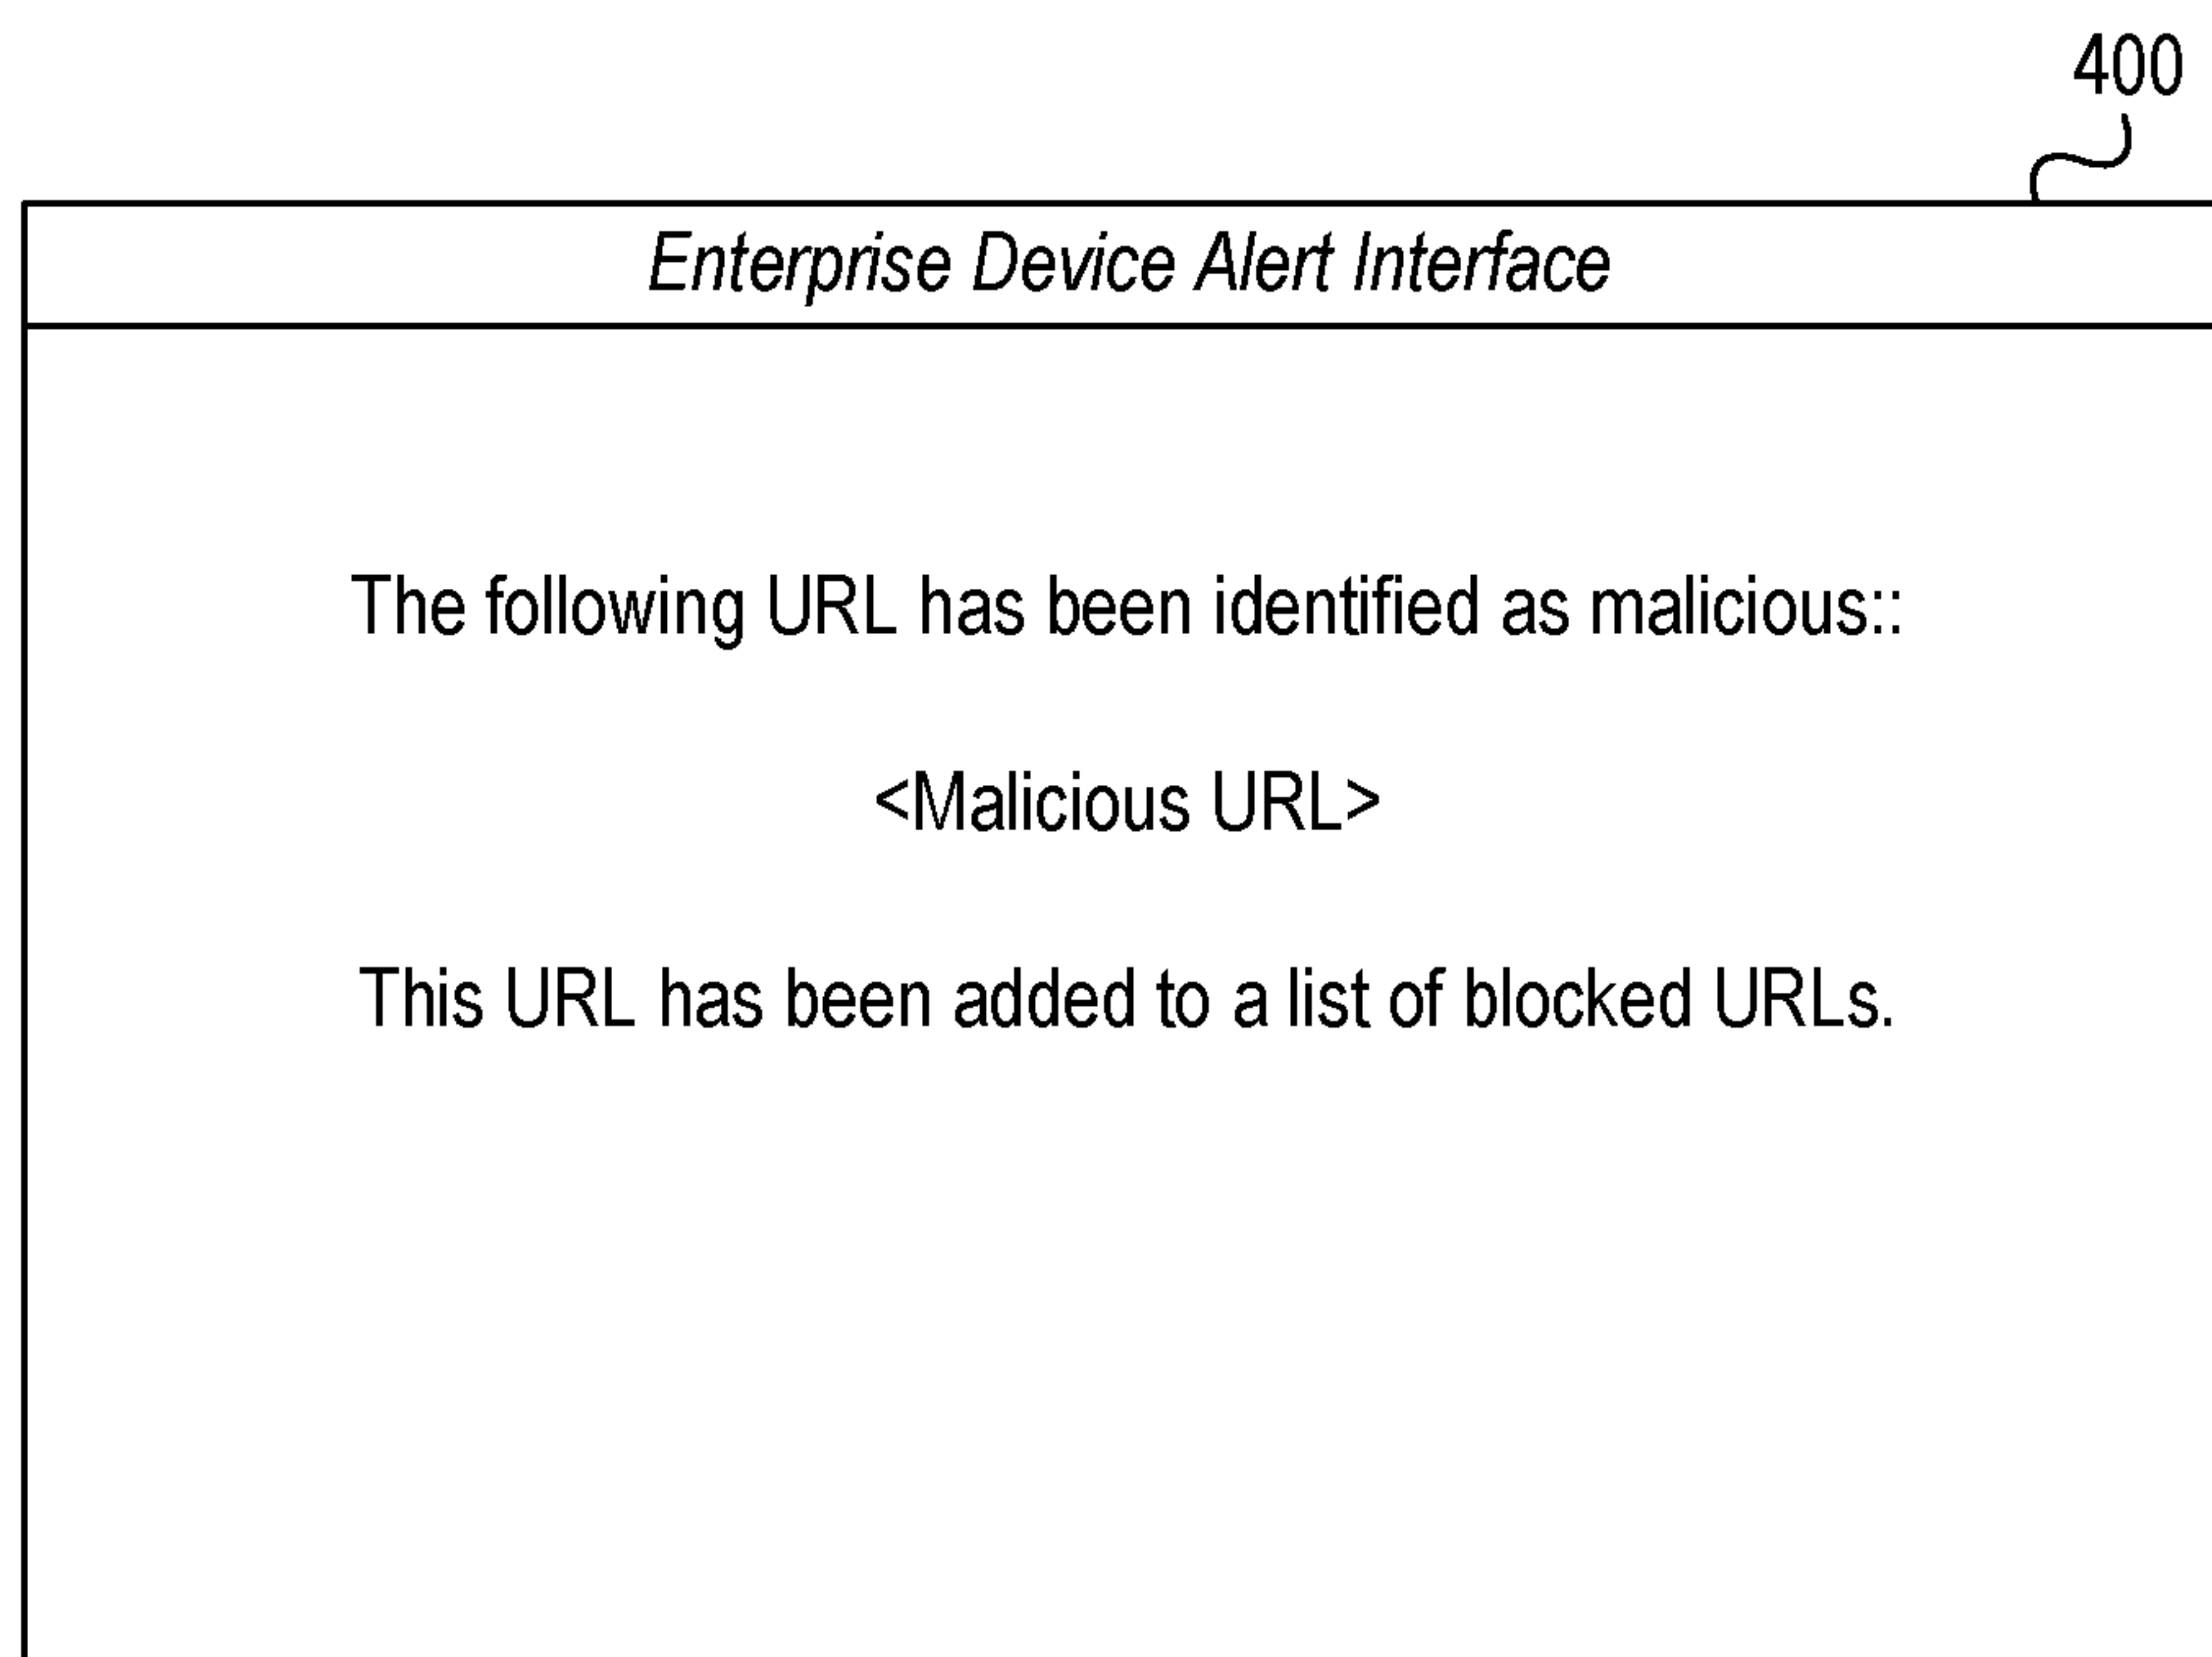 400
Enterprise Device Alert Interface
The following URL has been identified as malicious::
<Malicious URL>
This URL has been added to a list of blocked URLs.